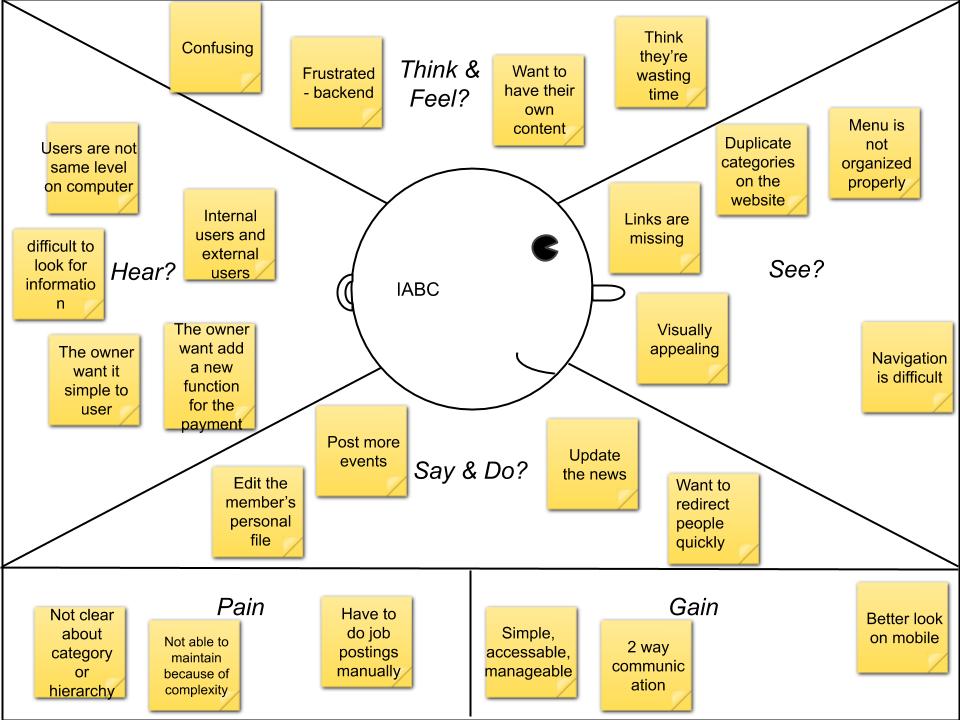 Confusing
Frustrated
- backend
Think &
Feel?
Want to
have their
own
content
Think
they're
wasting
time
Users are not
same level
on computer
Internal
users and
external
users
difficult to
look for
informatio
n
Hear?
The owner
want it
simple to
user
The owner
want add
a new
function
for the
payment
IABC
Links are
missing
Duplicate
categories
on the
website
Menu is
not
organized
properly
See?
Visually
appealing
Navigation
is difficult
Post more
events
Say & Do?
Update
the news
Edit the
member's
personal
file
Want to
redirect
people
quickly
Pain
Not clear
about
category
or
hierarchy
Not able to
maintain
because of
complexity
Have to
do job
postings
manually
Gain
Simple,
accessable,
manageable
2 way
communic
ation
Better look
on mobile